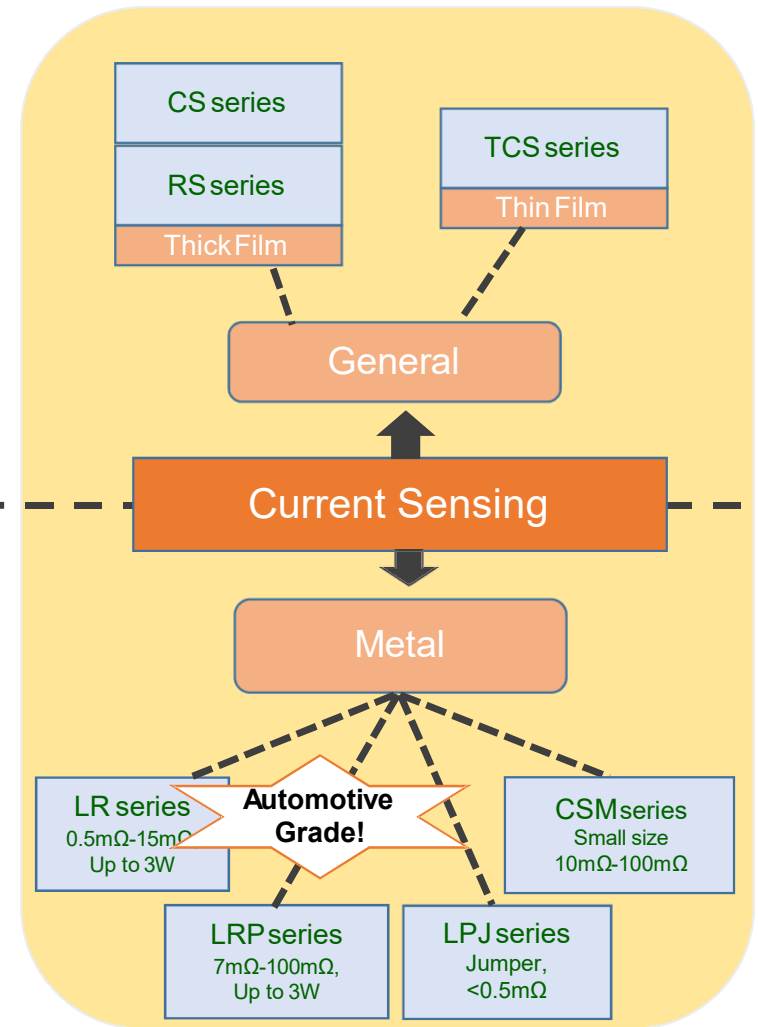 CS series
RS series
Thick Film
TCS series
Thin Film
General
Current Sensing
Metal
LR series
0.5mΩ-15mΩ
Up to 3W
Automotive
Grade!
CSM series
Small size
10mΩ-100mΩ
LRP series
7mΩ-100mΩ,
Up to 3W
LPJ series
Jumper,
<0.5mΩ